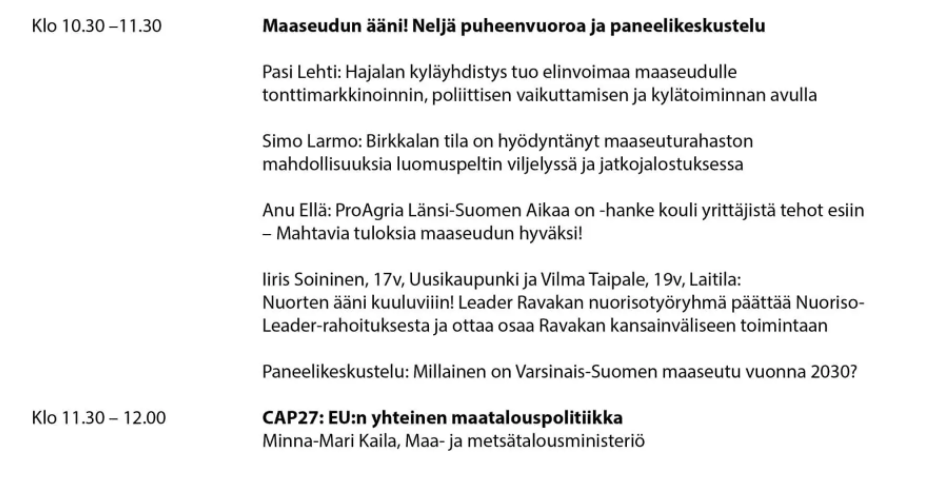 Klo 10.30 –11.30
Maaseudun ääni! Neljä puheenvuoroa ja paneelikeskustelu
Pasi Lehti: Hajalan kyläyhdistys tuo elinvoimaa maaseudulle
tonttimarkkinoinnin, poliittisen vaikuttamisen ja kylätoiminnan avulla
Simo Larmo: Birkkalan tila on hyödyntänyt maaseuturahaston
mahdollisuuksia luomuspeltin viljelyssä ja jatkojalostuksessa
Anu Ellä: ProAgria Länsi-Suomen Aikaa on -hanke kouli yrittäjistä tehot esiin
– Mahtavia tuloksia maaseudun hyväksi!
Iiris Soininen, 17v, Uusikaupunki ja Vilma Taipale, 19v, Laitila:
Nuorten ääni kuuluviiin! Leader Ravakan nuorisotyöryhmä päättää Nuoriso-
Leader-rahoituksesta ja ottaa osaa Ravakan kansainväliseen toimintaan
Paneelikeskustelu: Millainen on Varsinais-Suomen maaseutu vuonna 2030?
Klo 11.30 – 12.00
CAP27: EU:n yhteinen maatalouspolitiikka
Minna-Mari Kaila, Maa- ja metsätalousministeriö